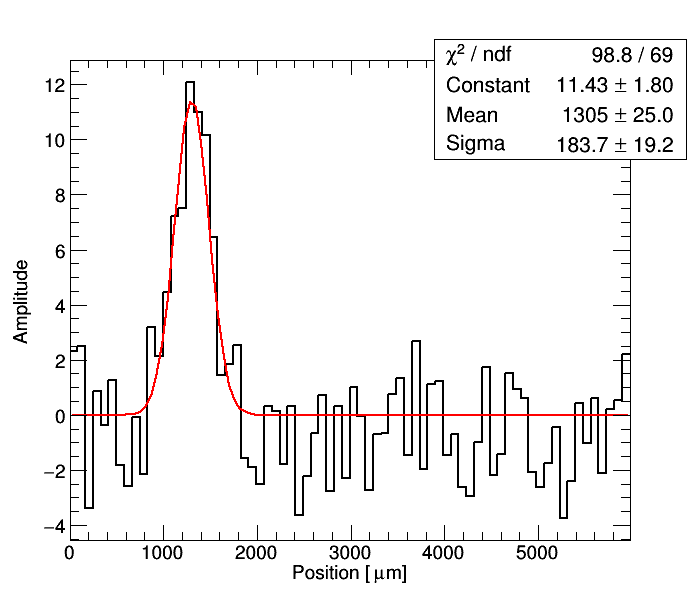 χ² / ndf 98.8 / 69
Constant 11.43 ± 1.80
Mean 1305 ± 25.0
Sigma 183.7 ± 19.2
Amplitude
12
10
8
6
4
2
0
−2
−4
0 1000 2000 3000 4000 5000
Position [ μm]